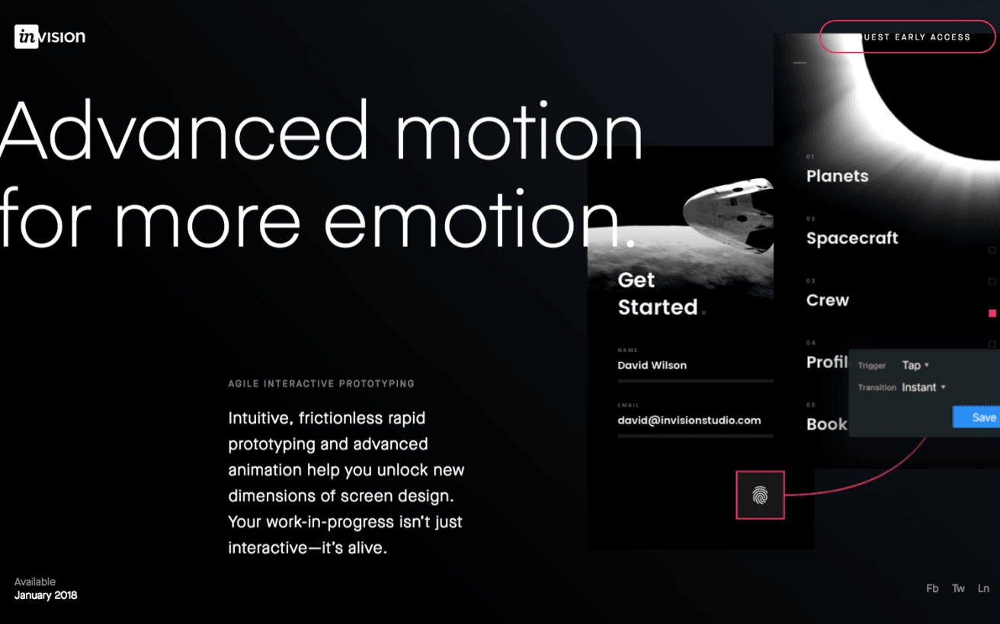 invision
UEST EARLY ACCESS
Advanced motion
for more emotion.
01
Planets
02
Spacecraft
03
Crew
04
Profil
05
Book
Get
Started.
NAME
David Wilson
EMAIL
david@invisionstudio.com
Trigger Tap
Transition Instant
Save
AGILE INTERACTIVE PROTOTYPING
Intuitive, frictionless rapid
prototyping and advanced
animation help you unlock new
dimensions of screen design.
Your work-in-progress isn’t just
interactive—it’s alive.
Available
January 2018
Fb Tw Ln